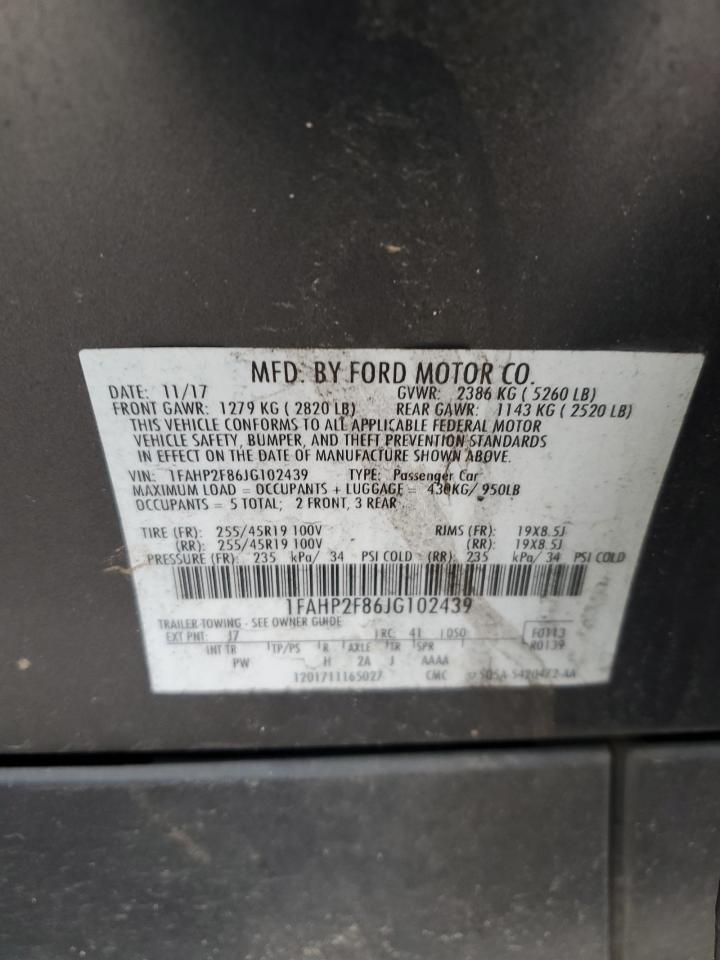 MFD. BY FORD MOTOR CO.
DATE: 11/17 GVWR: 2386 KG ( 5260 LB)
FRONT GAWR: 1279 KG ( 2820 LB) REAR GAWR: 1143 KG ( 2520 LB)
THIS VEHICLE CONFORMS TO ALL APPLICABLE FEDERAL MOTOR
VEHICLE SAFETY, BUMPER, AND THEFT PREVENTION STANDARDS
IN EFFECT ON THE DATE OF MANUFACTURE SHOWN ABOVE.
VIN: 1FAHP2F86JG102439 TYPE: Passenger Car
MAXIMUM LOAD = OCCUPANTS + LUGGAGE = 430KG/ 950LB
OCCUPANTS = 5 TOTAL; 2 FRONT, 3 REAR
TIRE (FR): 255/45R19 100V RIMS (FR): 19X8.5J
(RR): 255/45R19 100V (RR): 19X8.5J
PRESSURE (FR): 235 kPa/ 34 PSI COLD (RR): 235 kPa/ 34 PSI COLD
1FAHP2F86JG102439
TRAILER TOWING - SEE OWNER GUIDE
EXT PNT: J7 RC: 41 DSO: F0113
INT TR TP/PS R AXLE TR SPR R0139
PW H 2A J AAAA
1201711165027 CMC